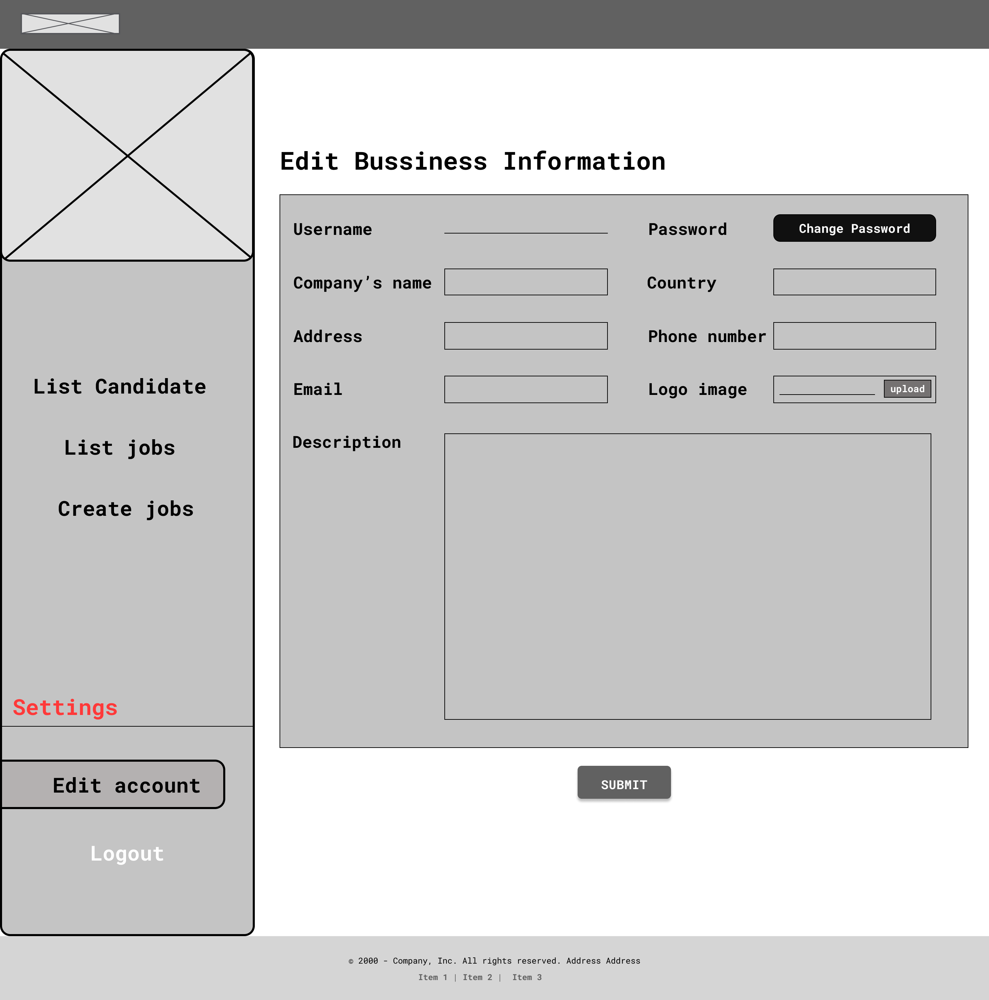 Edit Bussiness Information
Username
Password
Change Password
Company’s name
Country
Address
Phone number
Email
Logo image
upload
Description
List Candidate
List jobs
Create jobs
Settings
Edit account
Logout
SUBMIT
© 2000 - Company, Inc. All rights reserved. Address Address
Item 1 | Item 2 | Item 3